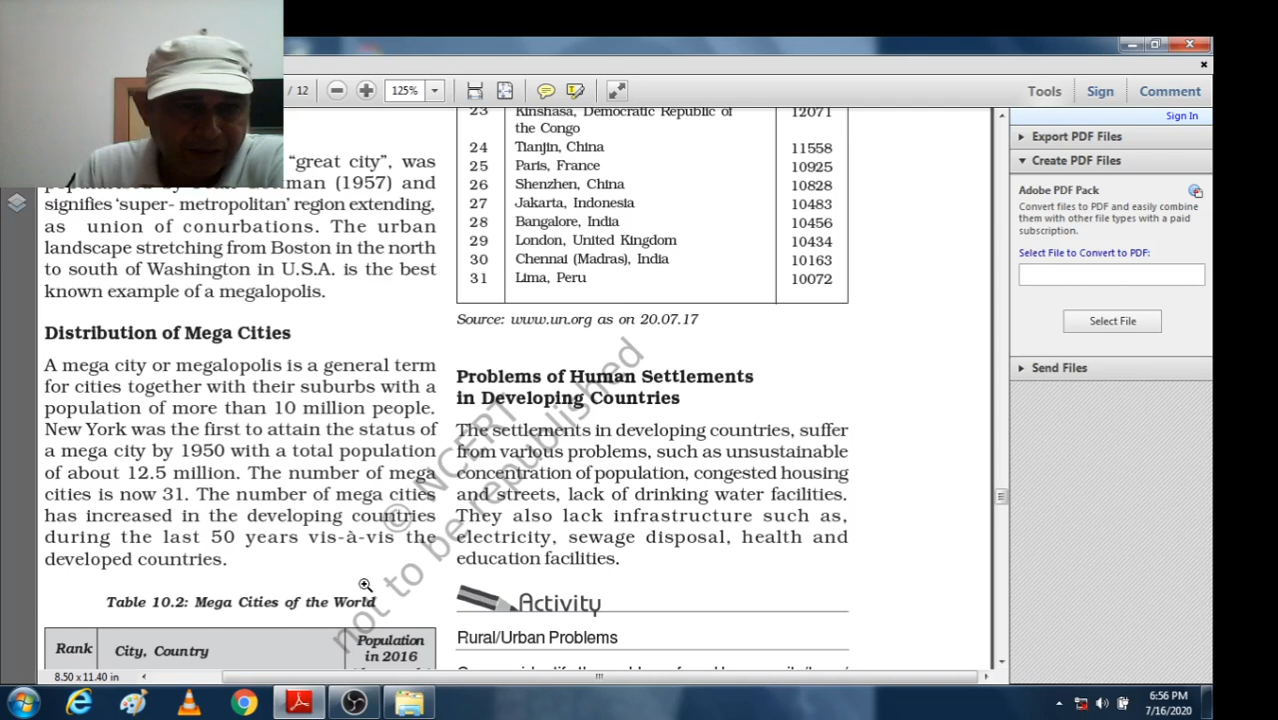 / 12
125%
Tools
Sign
Comment
Sign In
Export PDF Files
Create PDF Files
Adobe PDF Pack
Convert files to PDF and easily combine
them with other file types with a paid
subscription.
Select File to Convert to PDF:
Select File
Send Files
"great city", was
man (1957) and
signifies 'super- metropolitan' region extending,
as union of conurbations. The urban
landscape stretching from Boston in the north
to south of Washington in U.S.A. is the best
known example of a megalopolis.
Distribution of Mega Cities
A mega city or megalopolis is a general term
for cities together with their suburbs with a
population of more than 10 million people.
New York was the first to attain the status of
a mega city by 1950 with a total population
of about 12.5 million. The number of mega
cities is now 31. The number of mega cities
has increased in the developing countries
during the last 50 years vis-à-vis the
developed countries.
Table 10.2: Mega Cities of the World
Rank City, Country Population
in 2016
23 Kinshasa, Democratic Republic of 12071
the Congo
24 Tianjin, China 11558
25 Paris, France 10925
26 Shenzhen, China 10828
27 Jakarta, Indonesia 10483
28 Bangalore, India 10456
29 London, United Kingdom 10434
30 Chennai (Madras), India 10163
31 Lima, Peru 10072
Source: www.un.org as on 20.07.17
Problems of Human Settlements
in Developing Countries
The settlements in developing countries, suffer
from various problems, such as unsustainable
concentration of population, congested housing
and streets, lack of drinking water facilities.
They also lack infrastructure such as,
electricity, sewage disposal, health and
education facilities.
Activity
Rural/Urban Problems
© NCERT
not to be republished
8.50 x 11.40 in
6:56 PM
7/16/2020